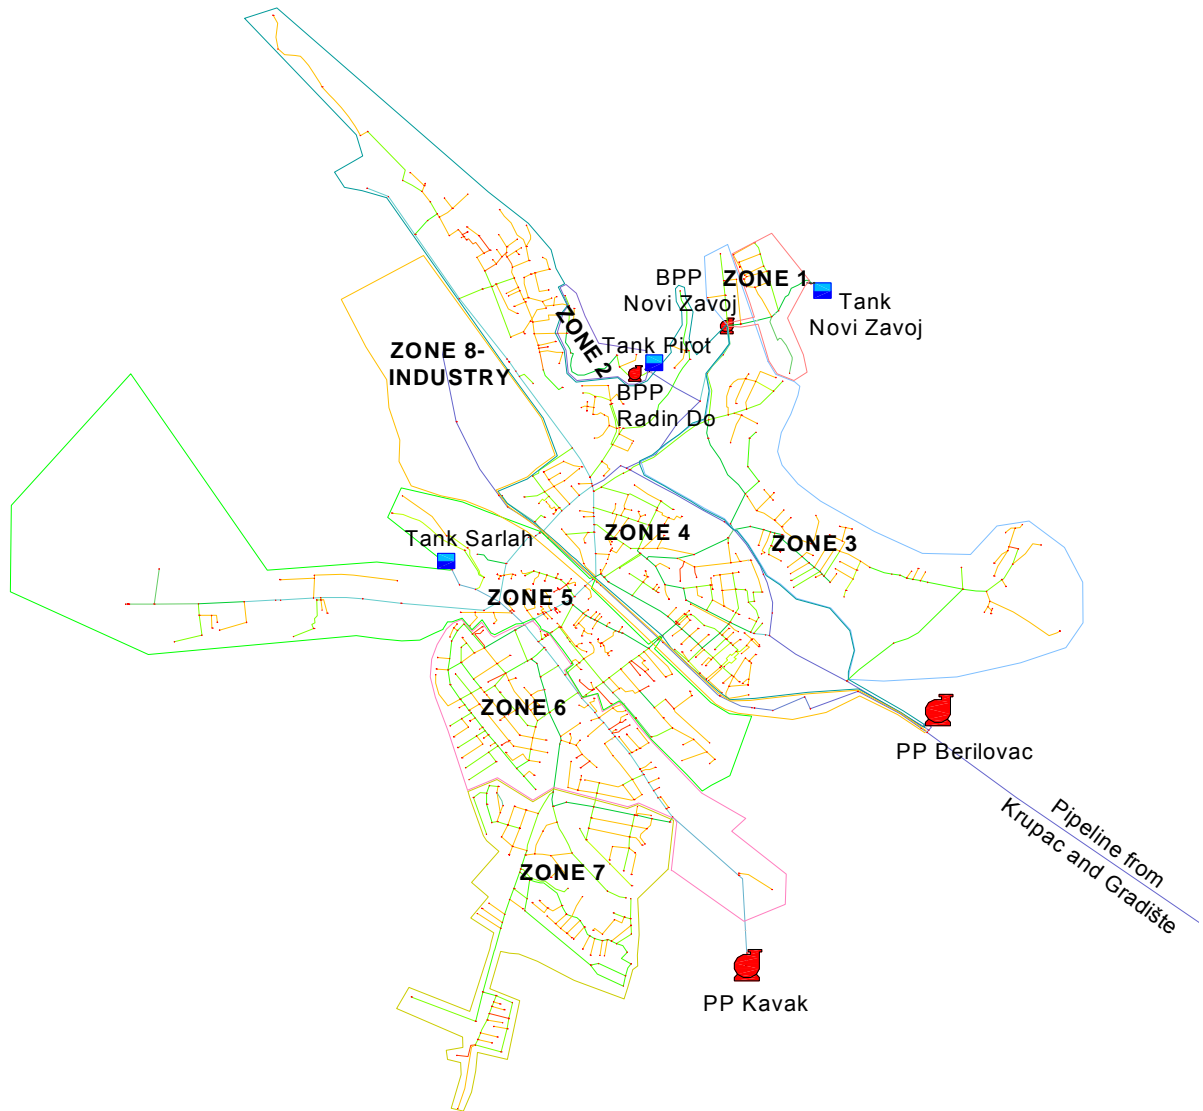 BPP
Novi Zavoj
ZONE 1
Tank
Novi Zavoj
ZONE 2
Tank Pirot
ZONE 8-
INDUSTRY
BPP
Radin Do
Tank Sarlah
ZONE 4
ZONE 3
ZONE 5
ZONE 6
PP Berilovac
Pipeline from
Krupac and Gradište
ZONE 7
PP Kavak